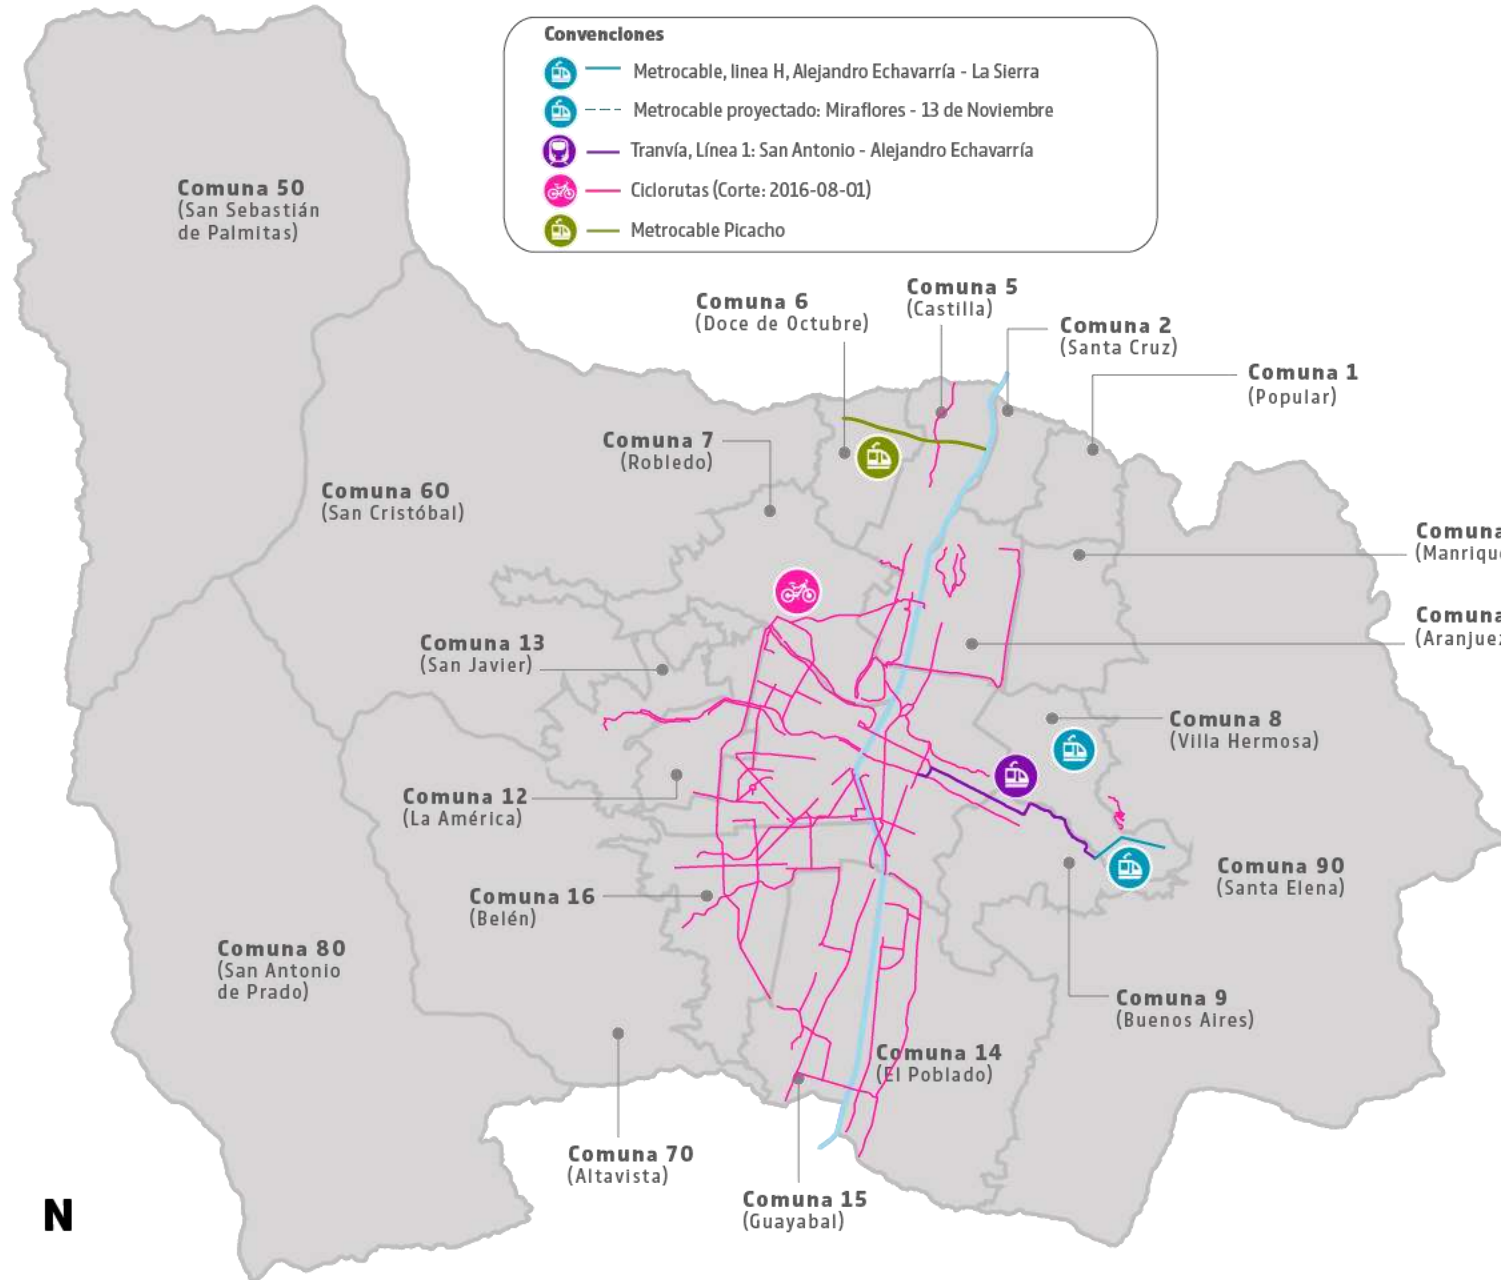 Convenciones
Metrocable, linea H, Alejandro Echavarría - La Sierra
Metrocable proyectado: Miraflores - 13 de Noviembre
Tranvía, Línea 1: San Antonio - Alejandro Echavarría
Ciclorutas (Corte: 2016-08-01)
Metrocable Picacho
Comuna 50
(San Sebastián
de Palmitas)
Comuna 6
(Doce de Octubre)
Comuna 5
(Castilla)
Comuna 2
(Santa Cruz)
Comuna 1
(Popular)
Comuna 7
(Robledo)
Comuna 60
(San Cristóbal)
Comuna
(Manrique
Comuna
(Aranjuez
Comuna 13
(San Javier)
Comuna 8
(Villa Hermosa)
Comuna 12
(La América)
Comuna 90
(Santa Elena)
Comuna 16
(Belén)
Comuna 80
(San Antonio
de Prado)
Comuna 9
(Buenos Aires)
Comuna 14
(El Poblado)
Comuna 70
(Altavista)
Comuna 15
(Guayabal)
N